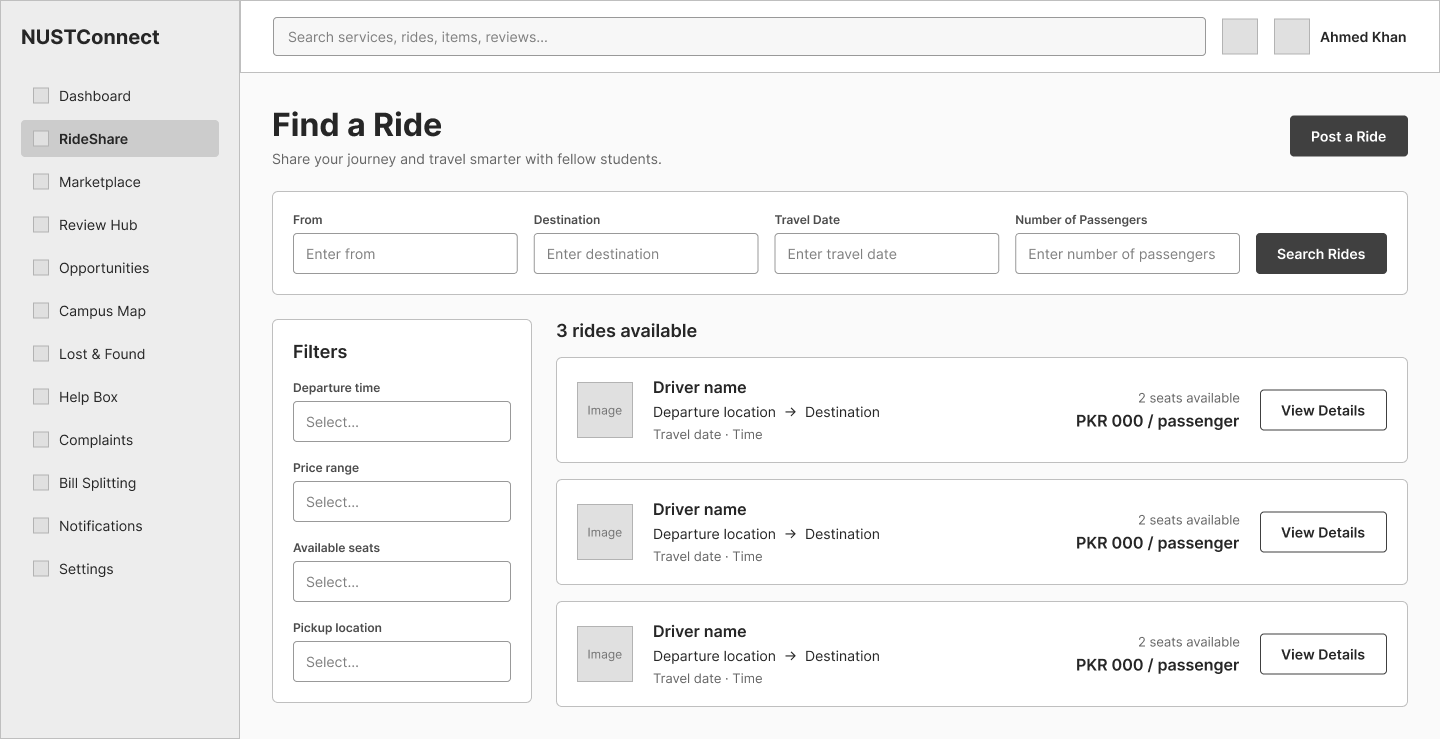 NUSTConnect
Dashboard
RideShare
Marketplace
Review Hub
Opportunities
Campus Map
Lost & Found
Help Box
Complaints
Bill Splitting
Notifications
Settings
Search services, rides, items, reviews...
Ahmed Khan
Find a Ride
Share your journey and travel smarter with fellow students.
Post a Ride
From
Enter from
Destination
Enter destination
Travel Date
Enter travel date
Number of Passengers
Enter number of passengers
Search Rides
Filters
Departure time
Select...
Price range
Select...
Available seats
Select...
Pickup location
Select...
3 rides available
Image
Driver name
Departure location → Destination
Travel date · Time
2 seats available
PKR 000 / passenger
View Details
Image
Driver name
Departure location → Destination
Travel date · Time
2 seats available
PKR 000 / passenger
View Details
Image
Driver name
Departure location → Destination
Travel date · Time
2 seats available
PKR 000 / passenger
View Details